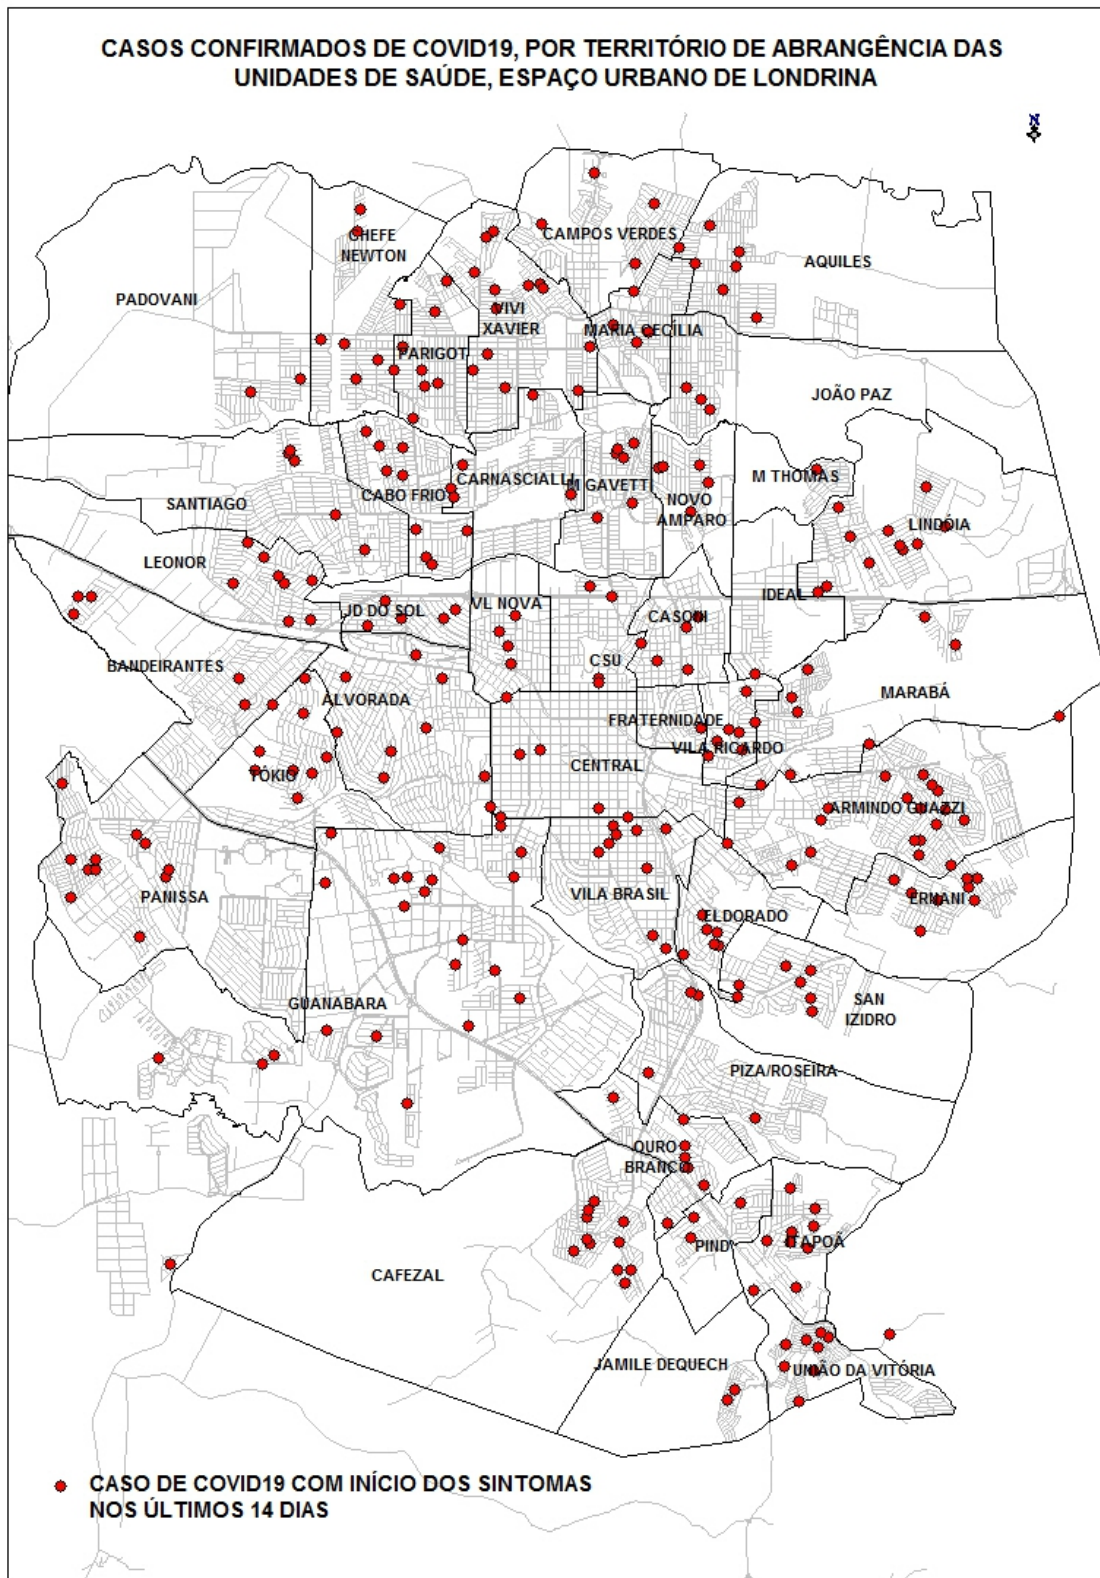 CASOS CONFIRMADOS DE COVID19, POR TERRITÓRIO DE ABRANGÊNCIA DAS
UNIDADES DE SAÚDE, ESPAÇO URBANO DE LONDRINA
N
CHEFE
NEWTON
CAMPOS VERDES
AQUILES
PADOVANI
VIVI
XAVIER
MARIA CECÍLIA
PARIGOT
JOÃO PAZ
CARNASCIALLI
M GAVETTI
M THOMAS
SANTIAGO
CABO FRIO
NOVO
AMPARO
LINDÓIA
LEONOR
IDEAL
JD DO SOL
VL NOVA
CASONI
BANDEIRANTES
CSU
MARABÁ
ALVORADA
FRATERNIDADE
VILA RICARDO
CENTRAL
TÓKIO
ARMINDO GUAZZI
PANISSA
VILA BRASIL
ERNANI
ELDORADO
GUANABARA
SAN
IZIDRO
PIZA/ROSEIRA
OURO
BRANCO
PIND
ITAPOÃ
CAFEZAL
JAMILE DEQUECH
UNIÃO DA VITÓRIA
CASO DE COVID19 COM INÍCIO DOS SINTOMAS
NOS ÚLTIMOS 14 DIAS